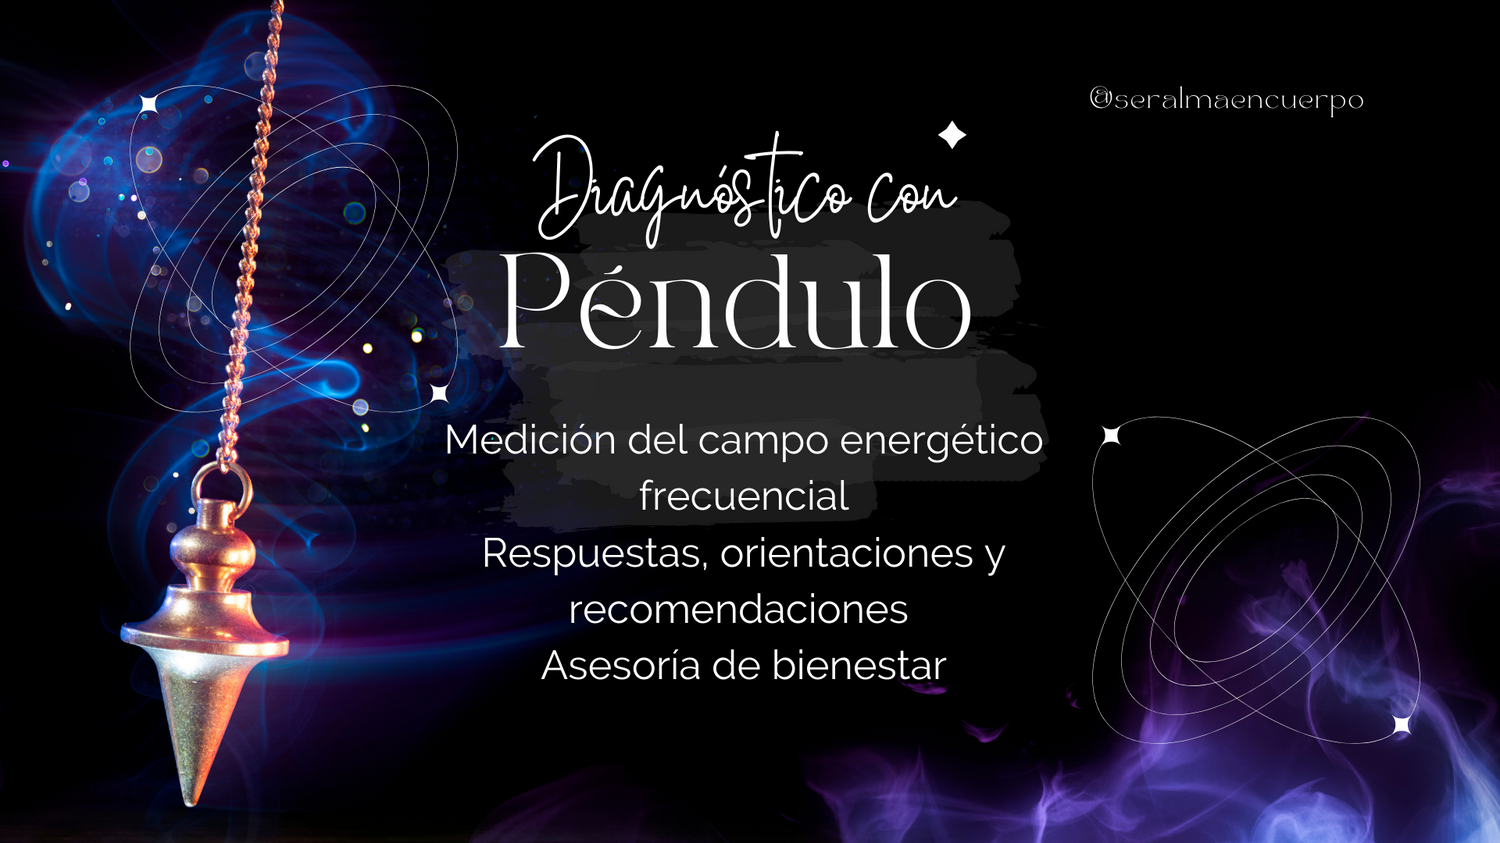 @seralmaencuerpo
Diagnóstico con
Péndulo
Medición del campo energético
frecuencial
Respuestas, orientaciones y
recomendaciones
Asesoría de bienestar